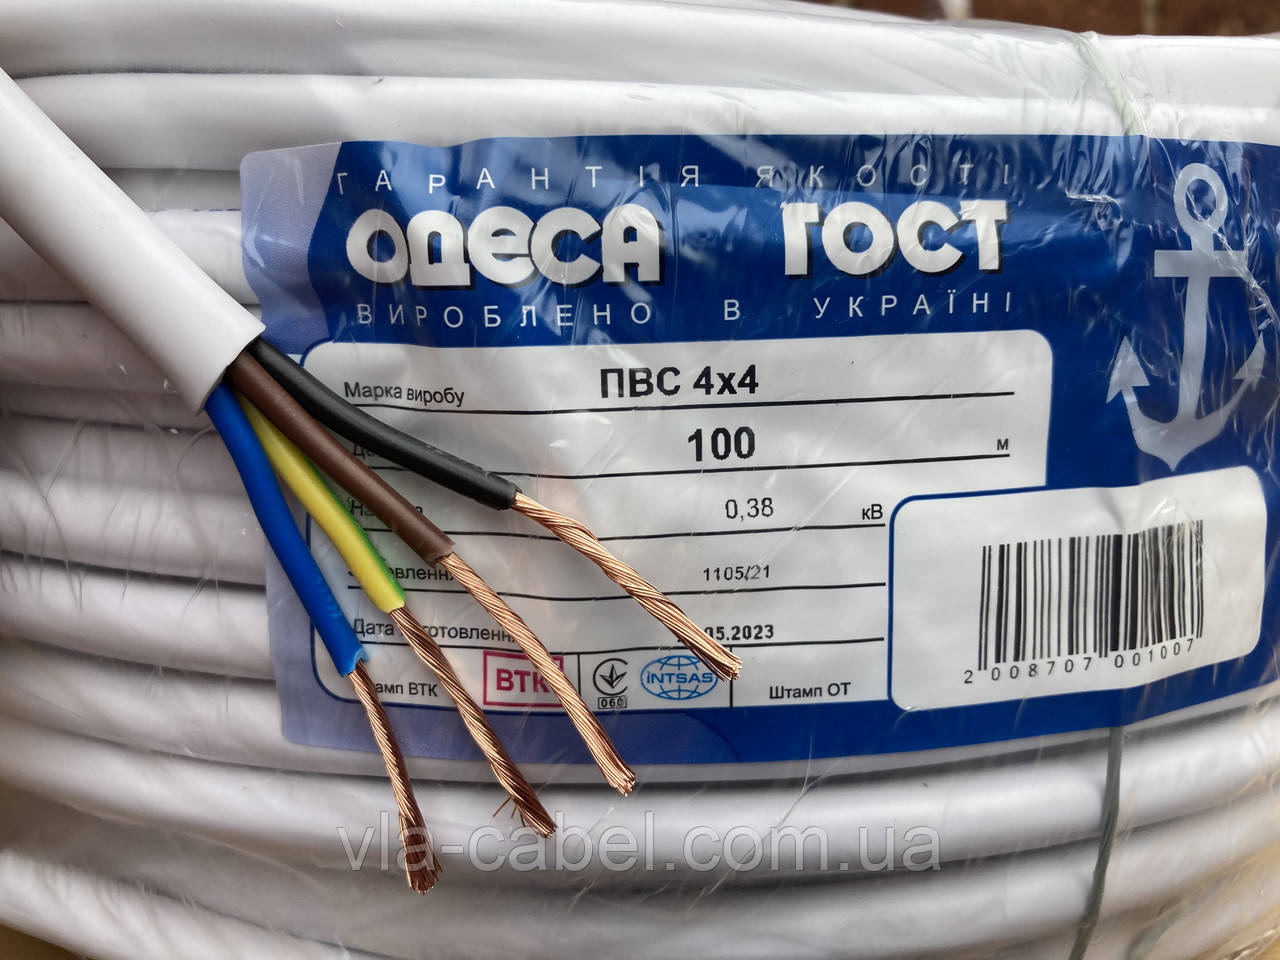 ГАРАНТІЯ ЯКОСТІ
ОДЕСА ГОСТ
ВИРОБЛЕНО В УКРАЇНІ
Марка виробу ПВС 4х4
100 м
0,38 кВ
1105/21
Дата 05.2023
ВТК
060
INTSAS
Штамп ОТ
2 008707 001007
vla-cabel.com.ua